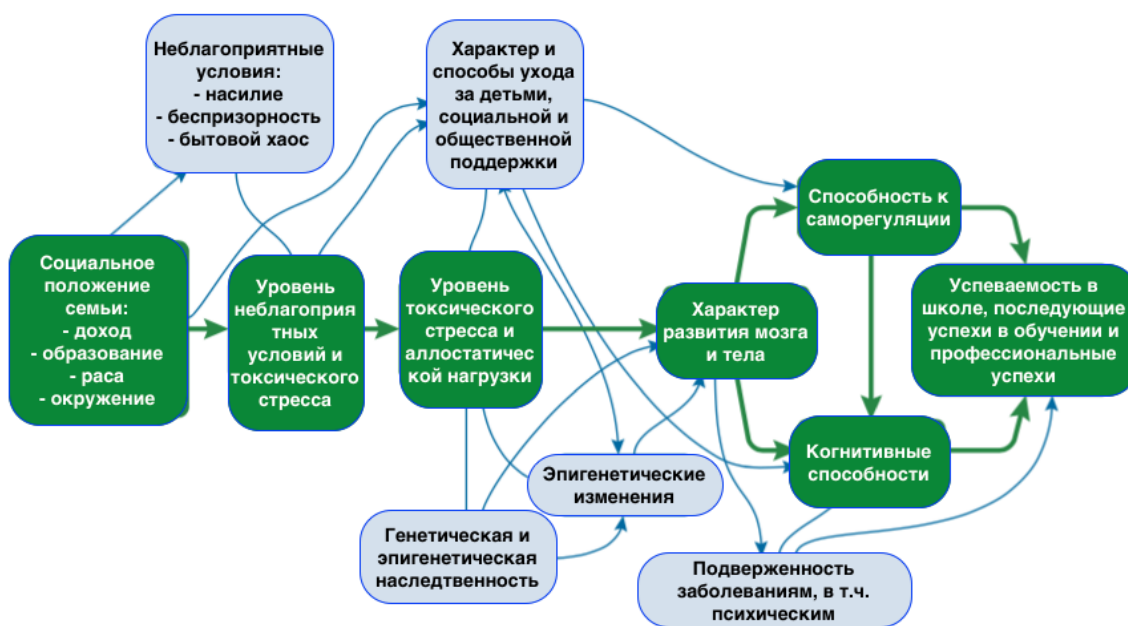 Неблагоприятные
условия:
- насилие
- беспризорность
- бытовой хаос
Характер и
способы ухода
за детьми,
социальной и
общественной
поддержки
Способность к
саморегуляции
Социальное
положение
семьи:
- доход
- образование
- раса
- окружение
Уровень
неблагоприя
тных
условий и
токсического
стресса
Уровень
токсического
стресса и
аллостатичес
кой нагрузки
Характер
развития мозга
и тела
Успеваемость в
школе, последующие
успехи в обучении и
профессиональные
успехи
Когнитивные
способности
Эпигенетические
изменения
Генетическая и
эпигенетическая
наследтвенность
Подверженность
заболеваниям, в т.ч.
психическим